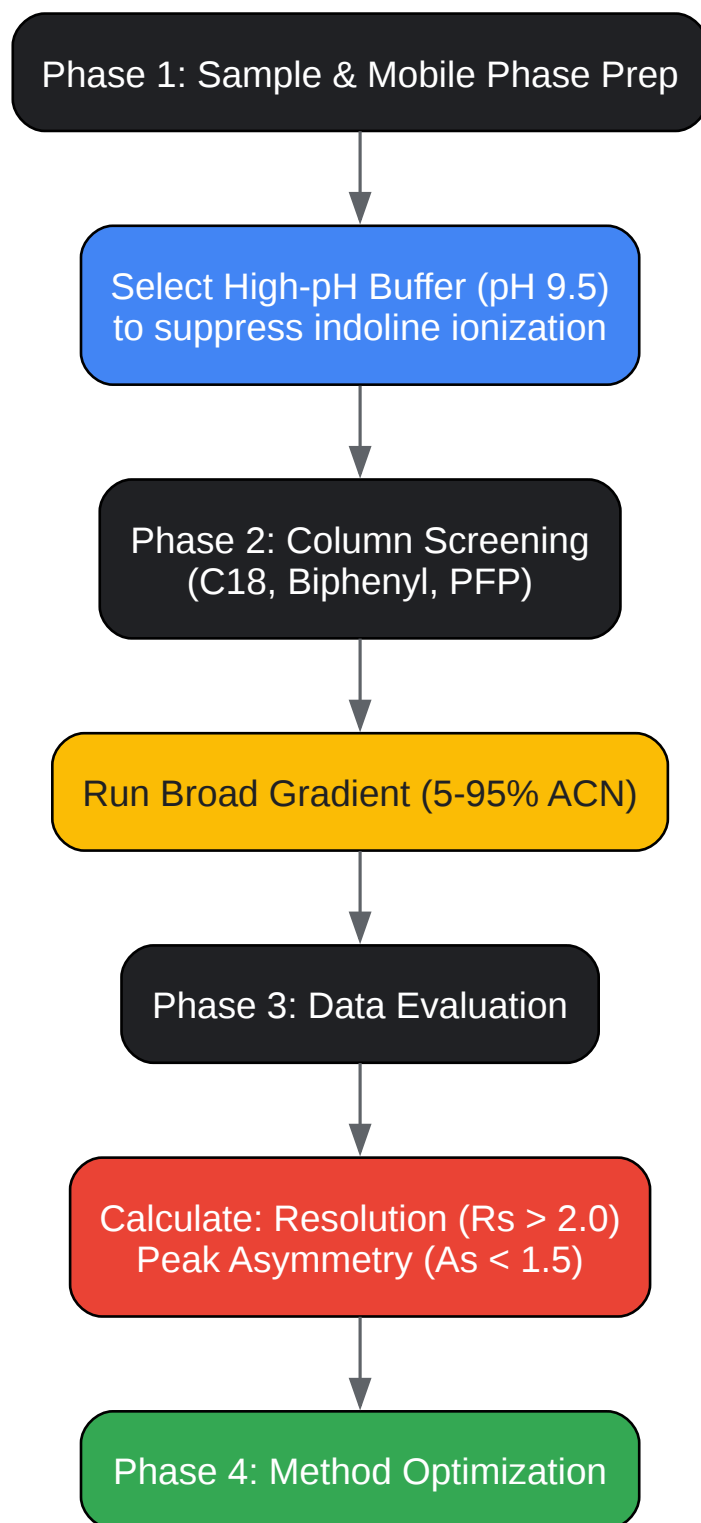 Phase 1: Sample & Mobile Phase Prep
Select High-pH Buffer (pH 9.5)
to suppress indoline ionization
Phase 2: Column Screening
(C18, Biphenyl, PFP)
Run Broad Gradient (5-95% ACN)
Phase 3: Data Evaluation
Calculate: Resolution (Rs > 2.0)
Peak Asymmetry (As < 1.5)
Phase 4: Method Optimization